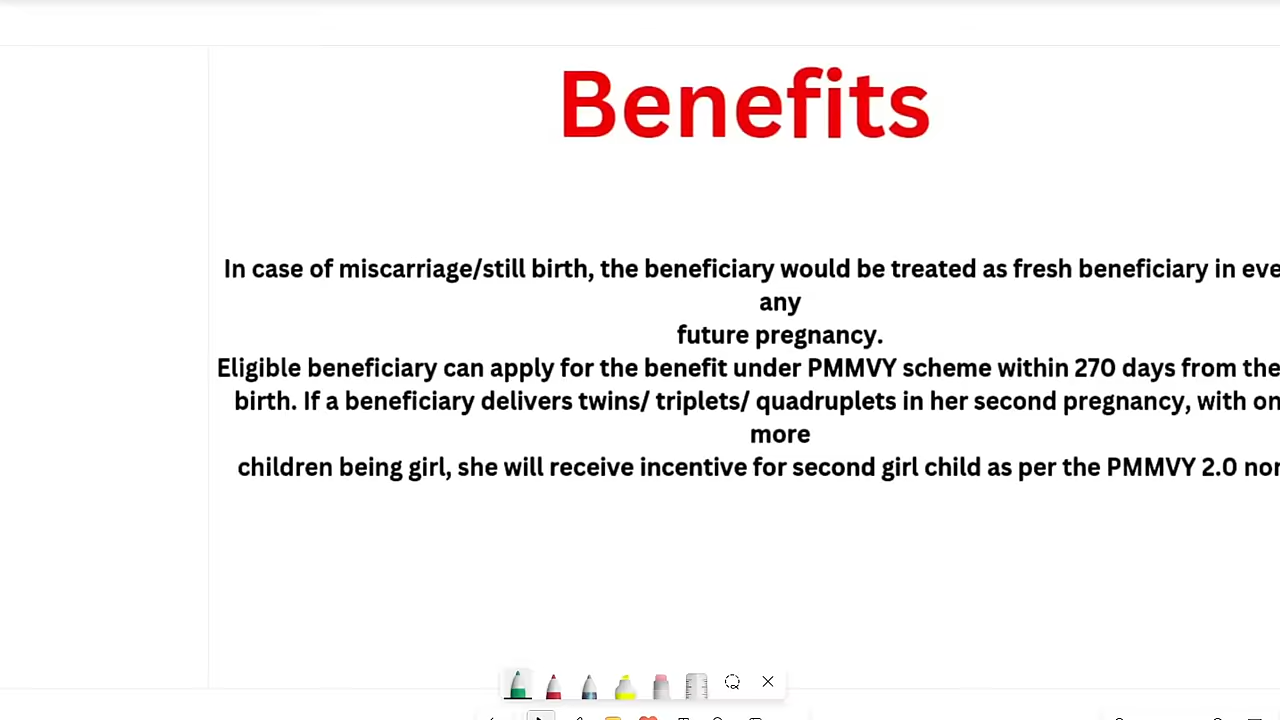 Benefits
In case of miscarriage/still birth, the beneficiary would be treated as fresh beneficiary in eve
any
future pregnancy.
Eligible beneficiary can apply for the benefit under PMMVY scheme within 270 days from the
birth. If a beneficiary delivers twins/ triplets/ quadruplets in her second pregnancy, with on
more
children being girl, she will receive incentive for second girl child as per the PMMVY 2.0 nor